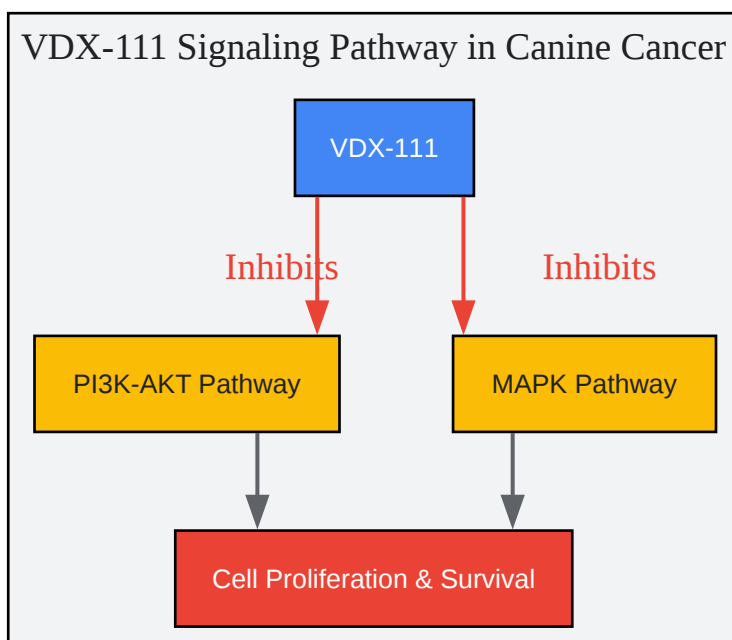 VDX-111 Signaling Pathway in Canine Cancer
VDX-111
Inhibits
Inhibits
PI3K-AKT Pathway
MAPK Pathway
Cell Proliferation & Survival